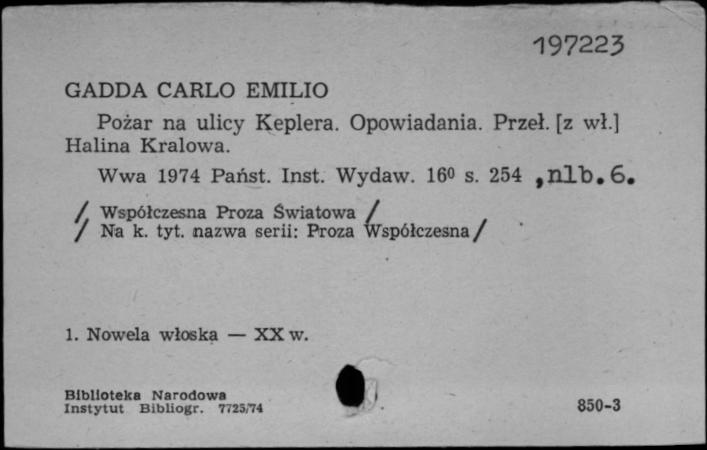 197223
GADDA CARLO EMILIO
Pożar na ulicy Keplera. Opowiadania. Przeł. [z wł.]
Halina Kralowa.
Wwa 1974 Państ. Inst. Wydaw. 16⁰ s. 254 ,nlb.6.
/ Współczesna Proza Światowa /
/ Na k. tyt. nazwa serii: Proza Współczesna /
1. Nowela włoska — XX w.
Biblioteka Narodowa
Instytut Bibliogr. 7725/74
850-3